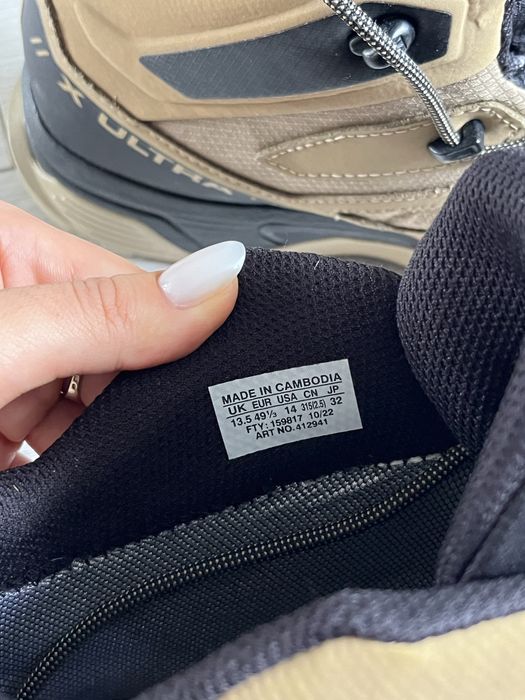 X ULTRA
MADE IN CAMBODIA
UK EUR USA CN JP
13.5 49⅓ 14 315(2.5) 32
FTY: 159817 10/22
ART NO.412941